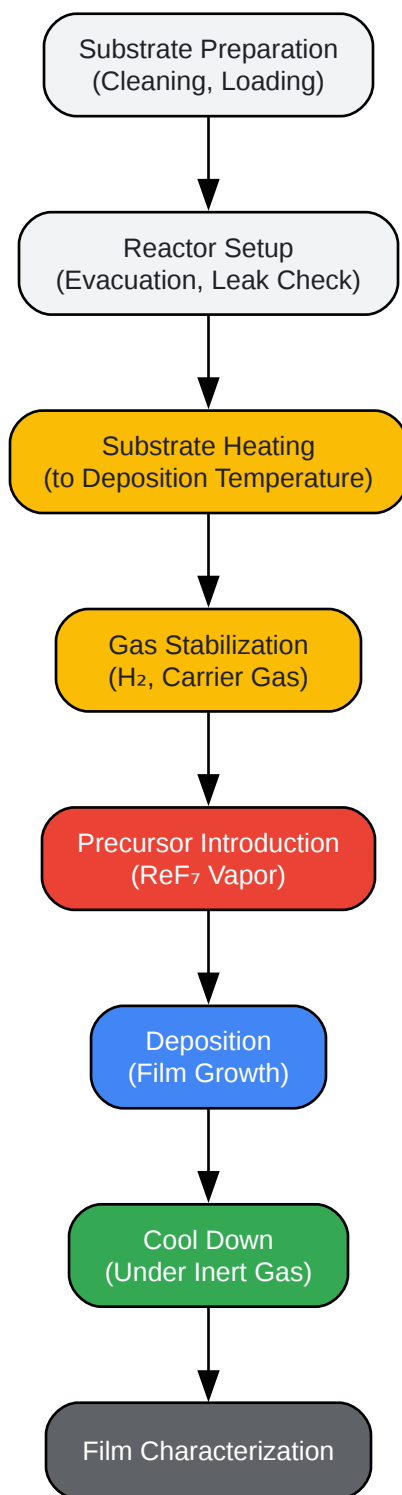 Substrate Preparation
(Cleaning, Loading)
Reactor Setup
(Evacuation, Leak Check)
Substrate Heating
(to Deposition Temperature)
Gas Stabilization
(H₂, Carrier Gas)
Precursor Introduction
(ReF₇ Vapor)
Deposition
(Film Growth)
Cool Down
(Under Inert Gas)
Film Characterization